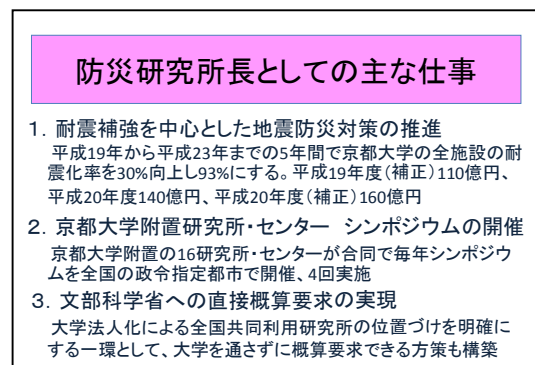 防災研究所長としての主な仕事
1．耐震補強を中心とした地震防災対策の推進
平成19年から平成23年までの5年間で京都大学の全施設の耐
震化率を30%向上し93%にする。平成19年度（補正）110億円、
平成20年度140億円、平成20年度（補正）160億円
2．京都大学附置研究所・センター　シンポジウムの開催
京都大学附置の16研究所・センターが合同で毎年シンポジウ
ムを全国の政令指定都市で開催、4回実施
3．文部科学省への直接概算要求の実現
大学法人化による全国共同利用研究所の位置づけを明確に
する一環として、大学を通さずに概算要求できる方策も構築